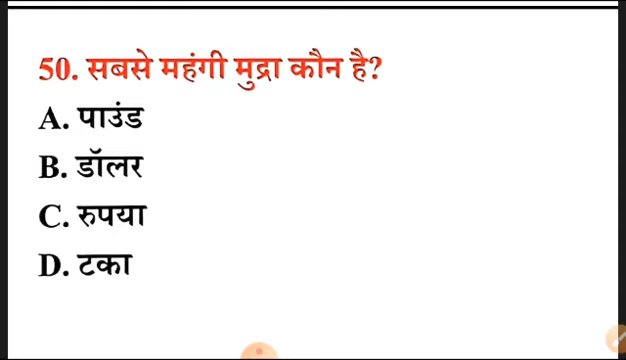 50. सबसे महंगी मुद्रा कौन है?
A. पाउंड
B. डॉलर
C. रुपया
D. टका